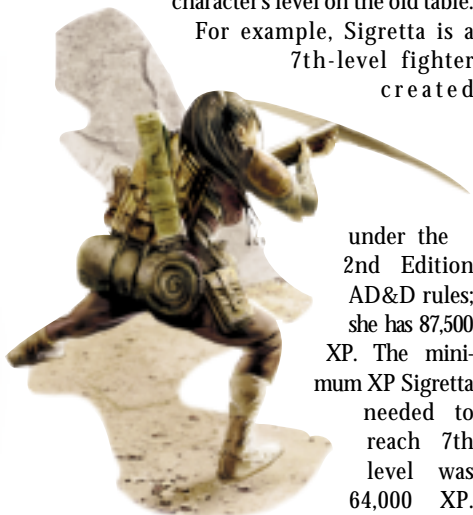 character's level on the old table.
For example, Sigretta is a
7th-level fighter
created
under the
2nd Edition
AD&D rules;
she has 87,500
XP. The mini-
mum XP Sigretta
needed to
reach 7th
level was
64,000 XP.